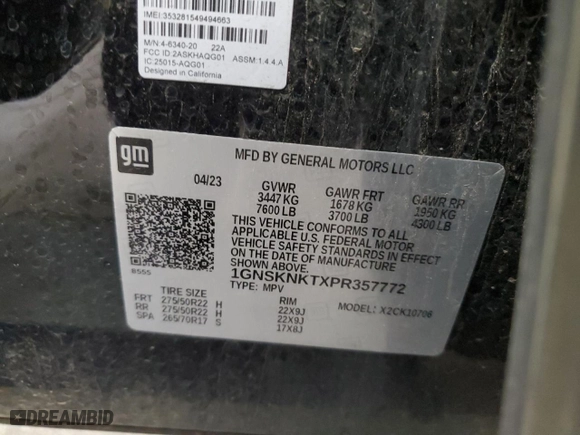 IMEI:353281549494663
M/N:4-6340-20 22A
FCC ID:2ASKHAQG01 ASSM:1.4 4.A
IC:25015-AQG01
Designed in California
gm
MFD BY GENERAL MOTORS LLC
04/23
GVWR GAWR FRT GAWR RR
3447 KG 1678 KG 1950 KG
7600 LB 3700 LB 4300 LB
THIS VEHICLE CONFORMS TO ALL
APPLICABLE U.S. FEDERAL MOTOR
VEHICLE SAFETY STANDARDS IN EFFECT
ON THE DATE OF MANUFACTURE
SHOWN ABOVE.
1GNSKNKTXPR357772
TYPE: MPV MODEL: X2CK10706
8555
TIRE SIZE RIM
FRT 275/50R22 H 22X9J
RR 275/50R22 H 22X9J
SPA 265/70R17 S 17X8J
DREAMBID